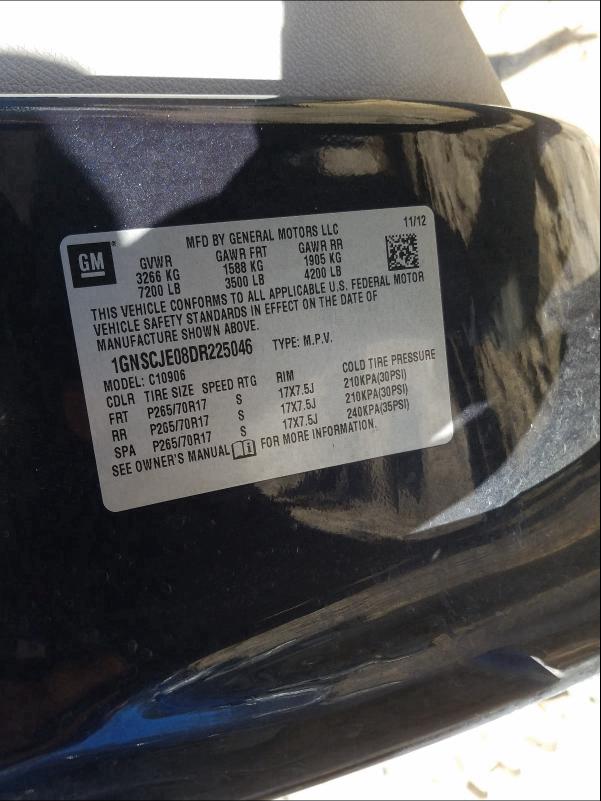 MFD BY GENERAL MOTORS LLC 11/12
GM GVWR GAWR FRT GAWR RR
3266 KG 1588 KG 1905 KG
7200 LB 3500 LB 4200 LB
THIS VEHICLE CONFORMS TO ALL APPLICABLE U.S. FEDERAL MOTOR
VEHICLE SAFETY STANDARDS IN EFFECT ON THE DATE OF
MANUFACTURE SHOWN ABOVE.
1GNSCJE08DR225046 TYPE: M.P.V.
MODEL: C10906
CDLR TIRE SIZE SPEED RTG RIM COLD TIRE PRESSURE
FRT P265/70R17 S 17X7.5J 210KPA(30PSI)
RR P265/70R17 S 17X7.5J 210KPA(30PSI)
SPA P265/70R17 S 17X7.5J 240KPA(35PSI)
SEE OWNER'S MANUAL FOR MORE INFORMATION.